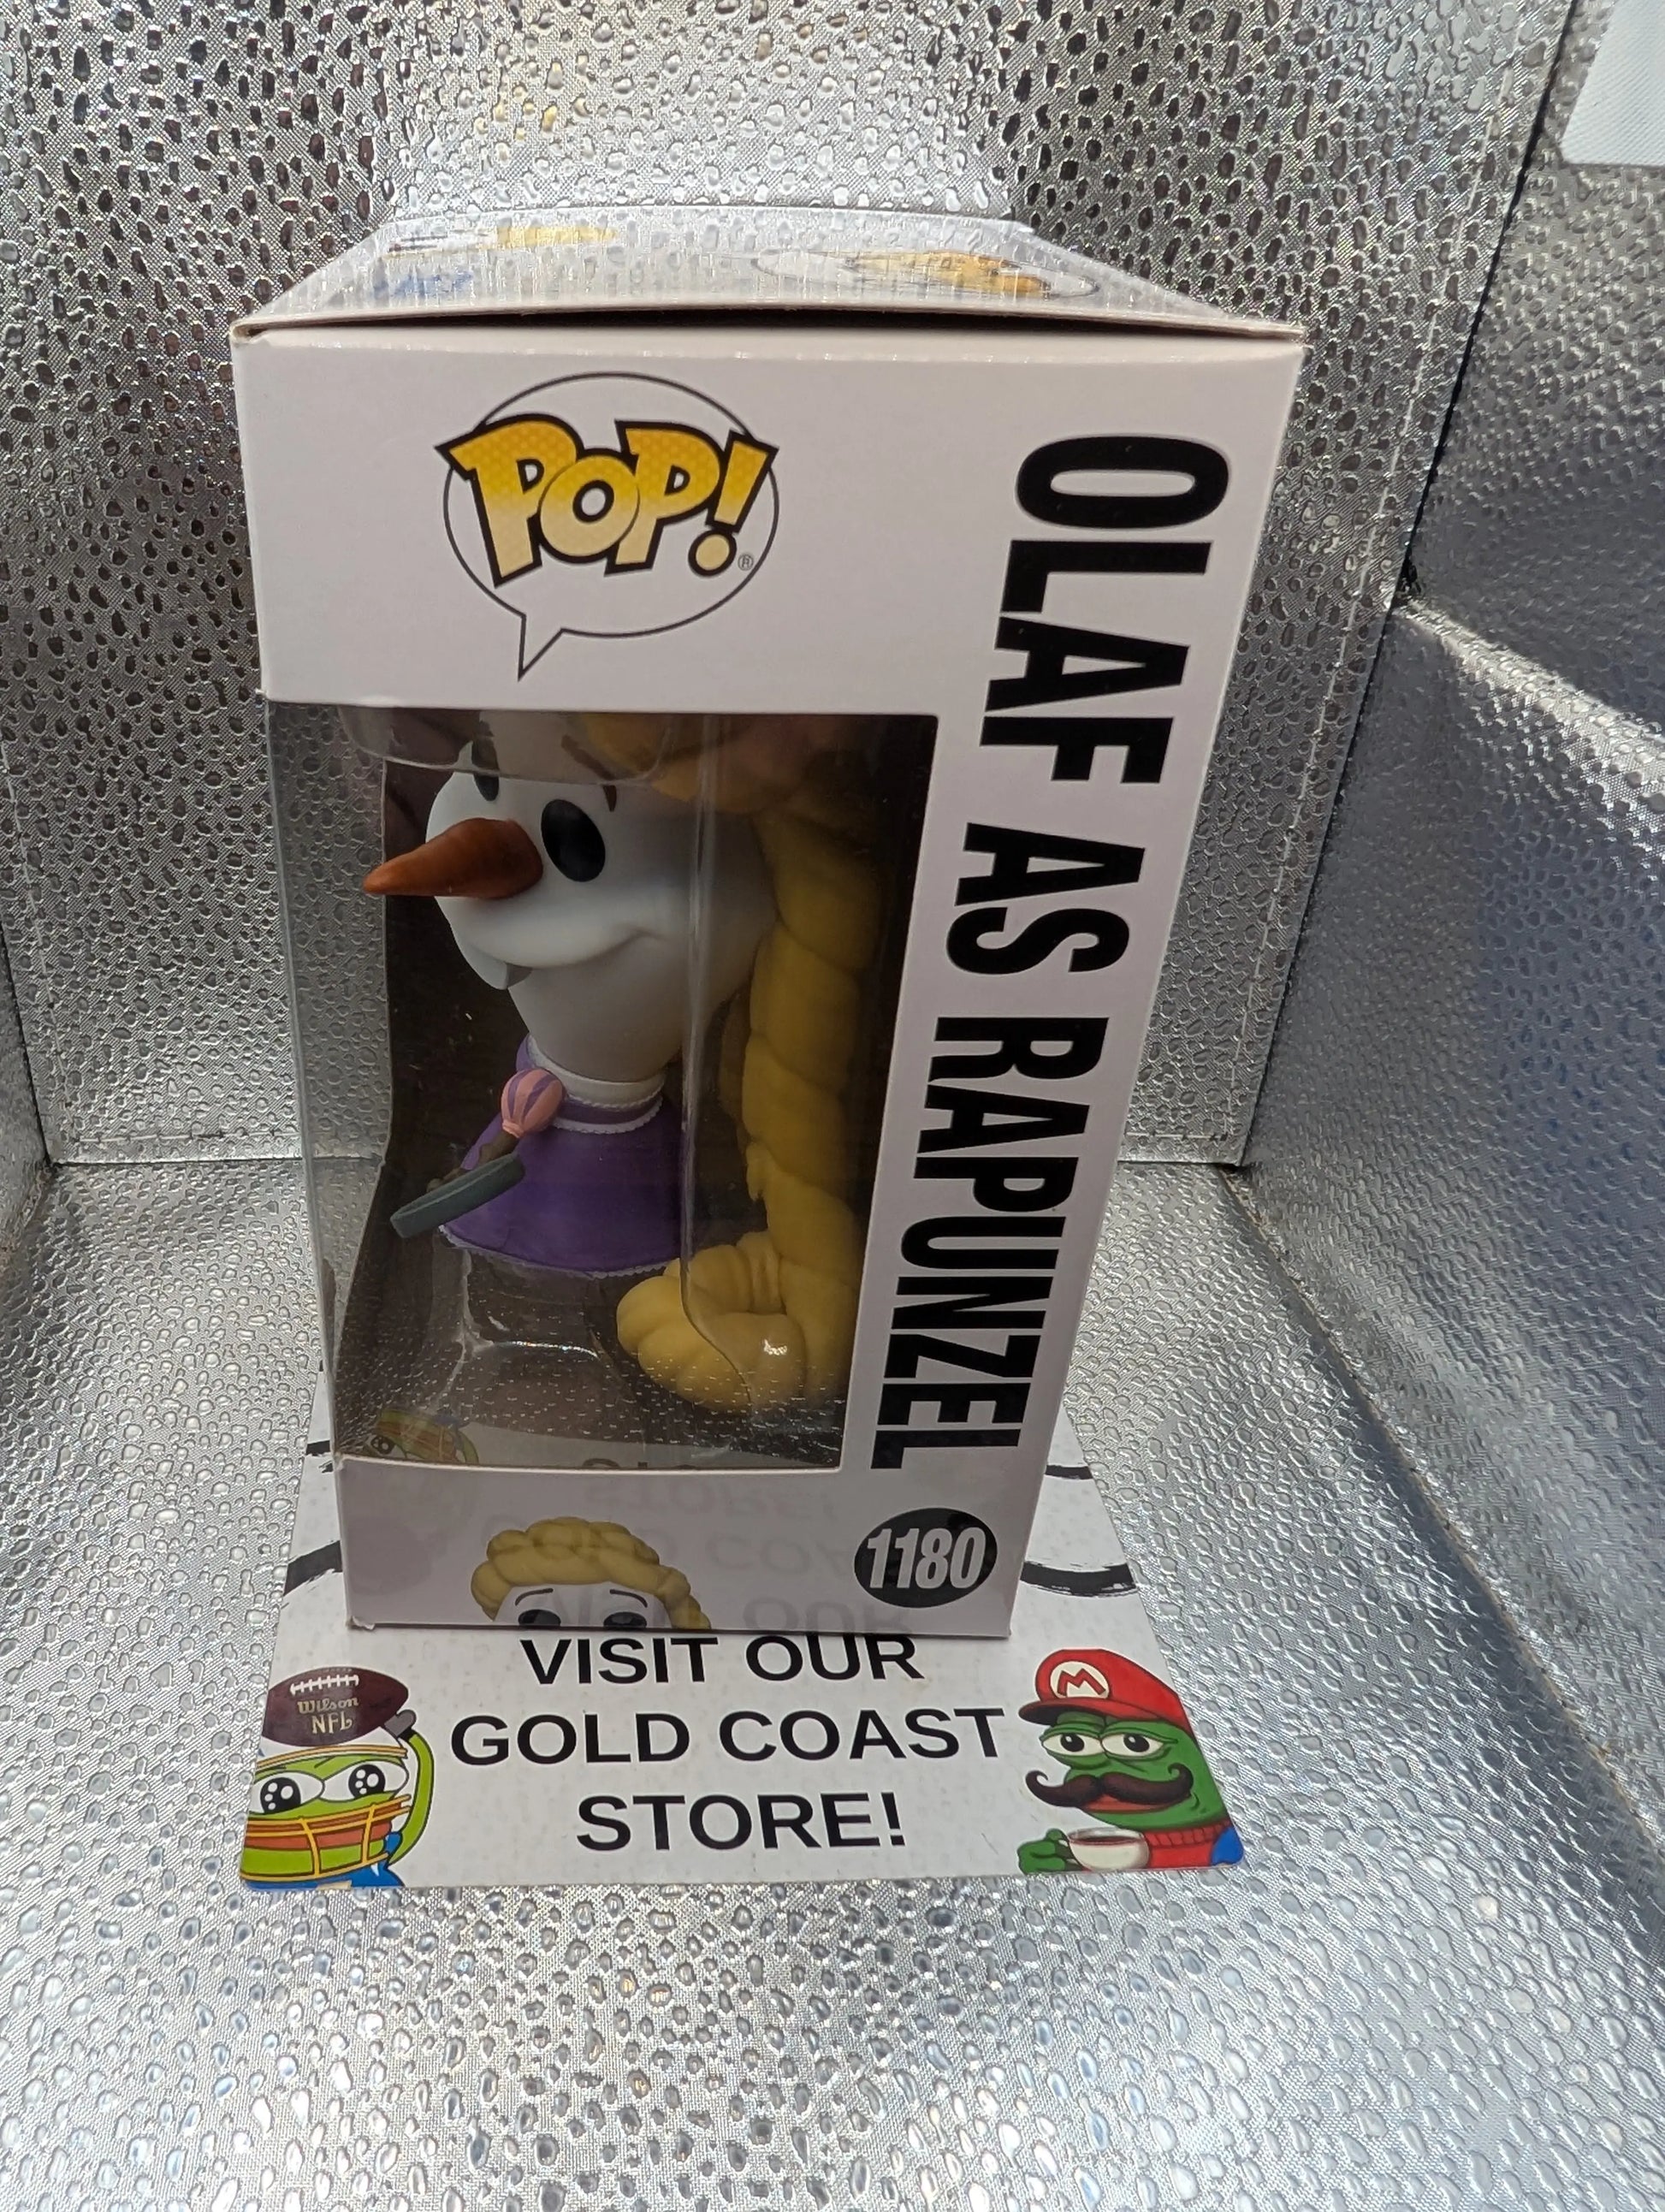 POP!
®
OLAF AS RAPUNZEL
1180
VISIT OUR
GOLD COAST
STORE!
Wilson
NFL
M